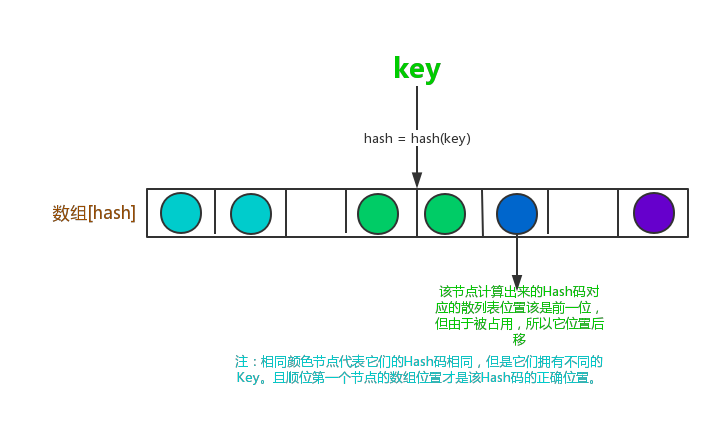 key
hash = hash(key)
数组[hash]
该节点计算出来的Hash码对
应的散列表位置该是前一位，
但由于被占用，所以它位置后
移
注：相同颜色节点代表它们的Hash码相同，但是它们拥有不同的
Key。且顺位第一个节点的数组位置才是该Hash码的正确位置。